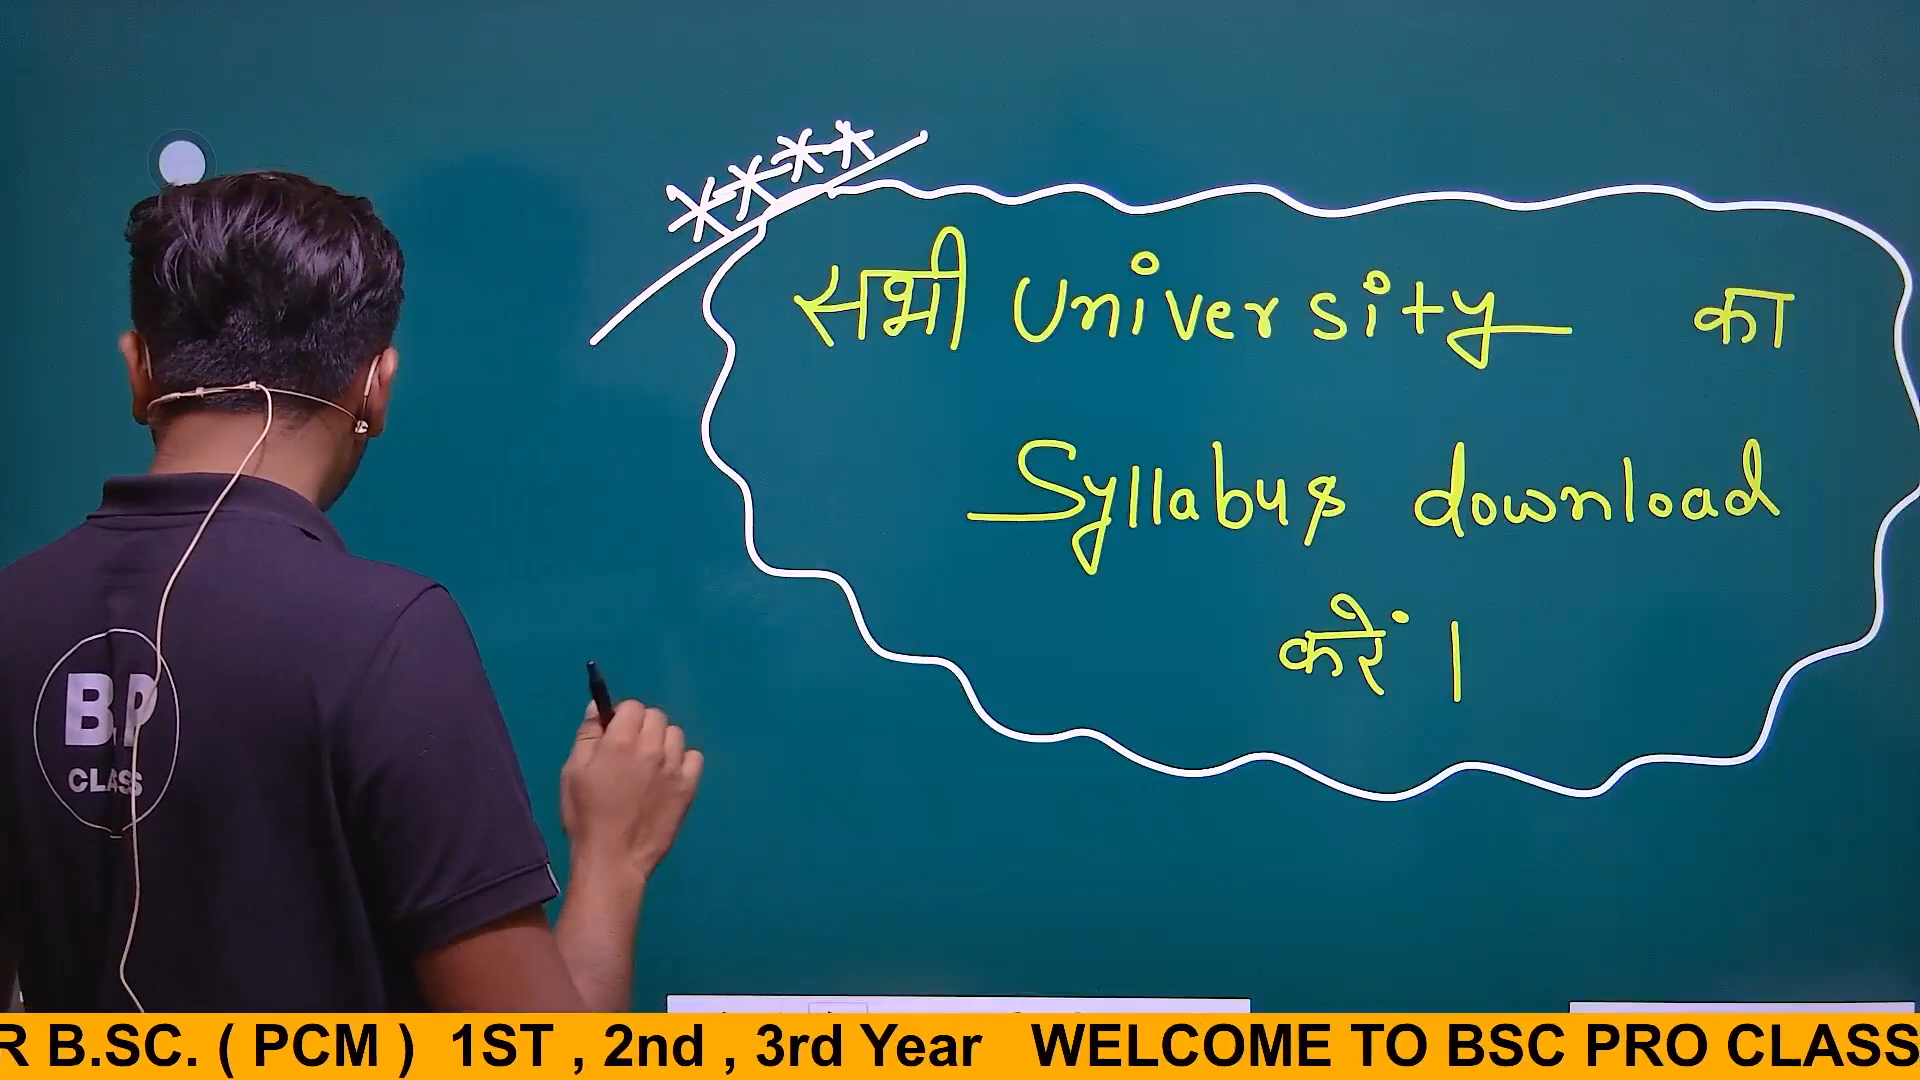 सभी University का
Syllabus download
करें ।
B.P
CLASS
R B.SC. ( PCM ) 1ST , 2nd , 3rd Year WELCOME TO BSC PRO CLASS